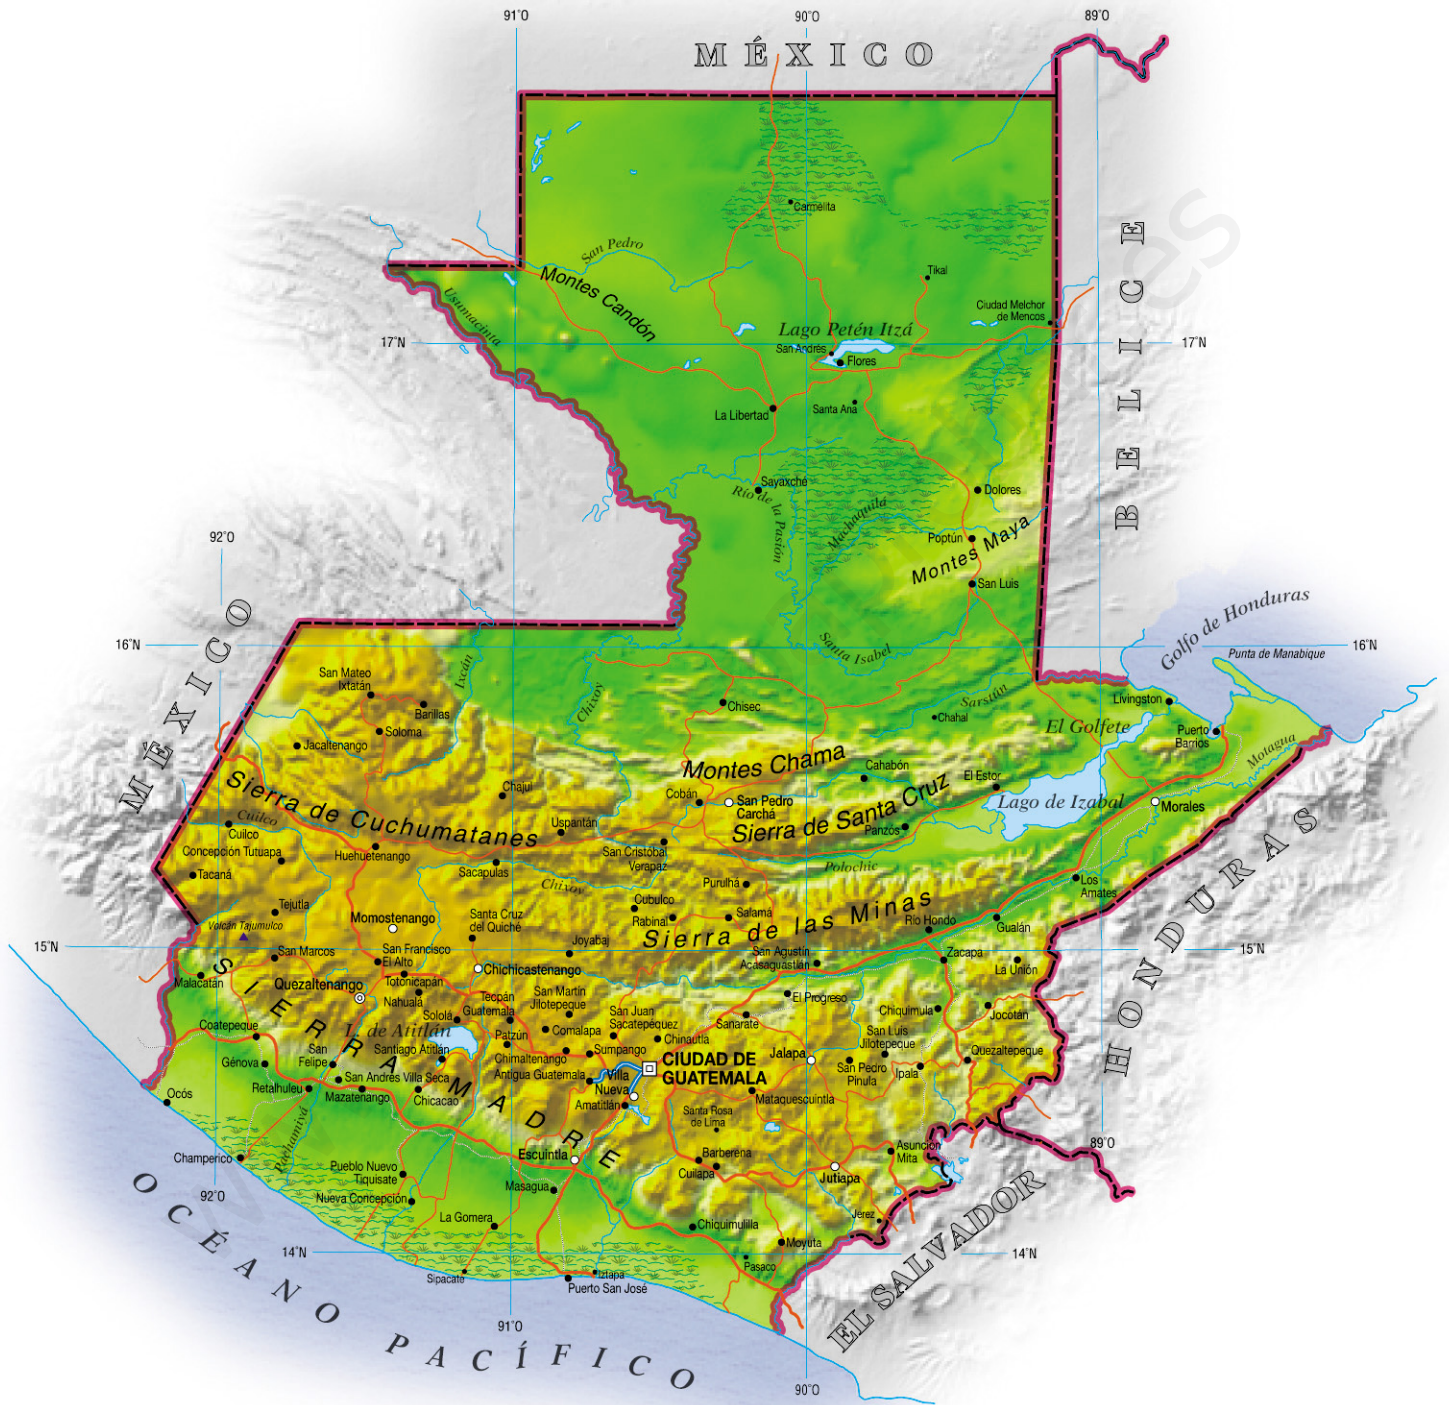 91°O
90°O
89°O
MÉXICO
Carmelita
San Pedro
Tikal
Montes Candón
Usumacinta
Ciudad Melchor
de Mencos
BELICE
Lago Petén Itzá
17°N
17°N
San Andrés
Flores
La Libertad
Santa Ana
Sayaxché
Río de la Pasión
Dolores
Machaquilá
Poptún
Montes Maya
San Luis
92°O
MÉXICO
Golfo de Honduras
16°N
16°N
Santa Isabel
Punta de Manabique
San Mateo
Ixtatán
Ixcán
Barillas
Chixoy
Chisec
Sarstún
Chahal
Livingston
El Golfete
Soloma
Jacaltenango
Puerto
Barrios
Motagua
Montes Chama
Cahabón
El Estor
Sierra de Cuchumatanes
Chajul
Cobán
San Pedro
Carchá
Lago de Izabal
Morales
Sierra de Santa Cruz
Cuilco
Cuilco
Uspantán
Panzós
Concepción Tutuapa
Huehuetenango
San Cristóbal
Verapaz
Tacaná
Sacapulas
Polochic
Chixoy
Purulhá
Los
Amates
HONDURAS
Tejutla
Cubulco
Sierra de las Minas
Volcán Tajumulco
Momostenango
Santa Cruz
del Quiché
Rabinal
Salamá
Río Hondo
Gualán
15°N
15°N
San Marcos
San Francisco
El Alto
Joyabaj
San Agustín
Acasaguastlán
Zacapa
La Unión
Malacatán
Quezaltenango
Totonicapán
Chichicastenango
Nahualá
Tecpán
Guatemala
San Martín
Jilotepeque
El Progreso
Chiquimula
Jocotán
SIERRA MADRE
Coatepeque
Sololá
L. de Atitlán
Patzún
Comalapa
San Juan
Sacatepéquez
Sanarate
San Luis
Jilotepeque
Génova
San
Felipe
Santiago Atitlán
Chimaltenango
Sumpango
Chinautla
CIUDAD DE
GUATEMALA
Jalapa
Quezaltepeque
San Pedro
Pinula
Ipala
Antigua Guatemala
Villa
Nueva
San Andrés Villa Seca
Retalhuleu
Mazatenango
Chicacao
Amatitlán
Mataquescuintla
Ocós
Santa Rosa
de Lima
Pachamiyá
Asunción
Mita
89°O
Champerico
Escuintla
Barberena
Cuilapa
Jutiapa
Pueblo Nuevo
Tiquisate
92°O
Masagua
Nueva Concepción
La Gomera
Chiquimulilla
Jerez
Moyuta
EL SALVADOR
14°N
14°N
Pasaco
Sipacate
Iztapa
Puerto San José
OCÉANO PACÍFICO
91°O
90°O